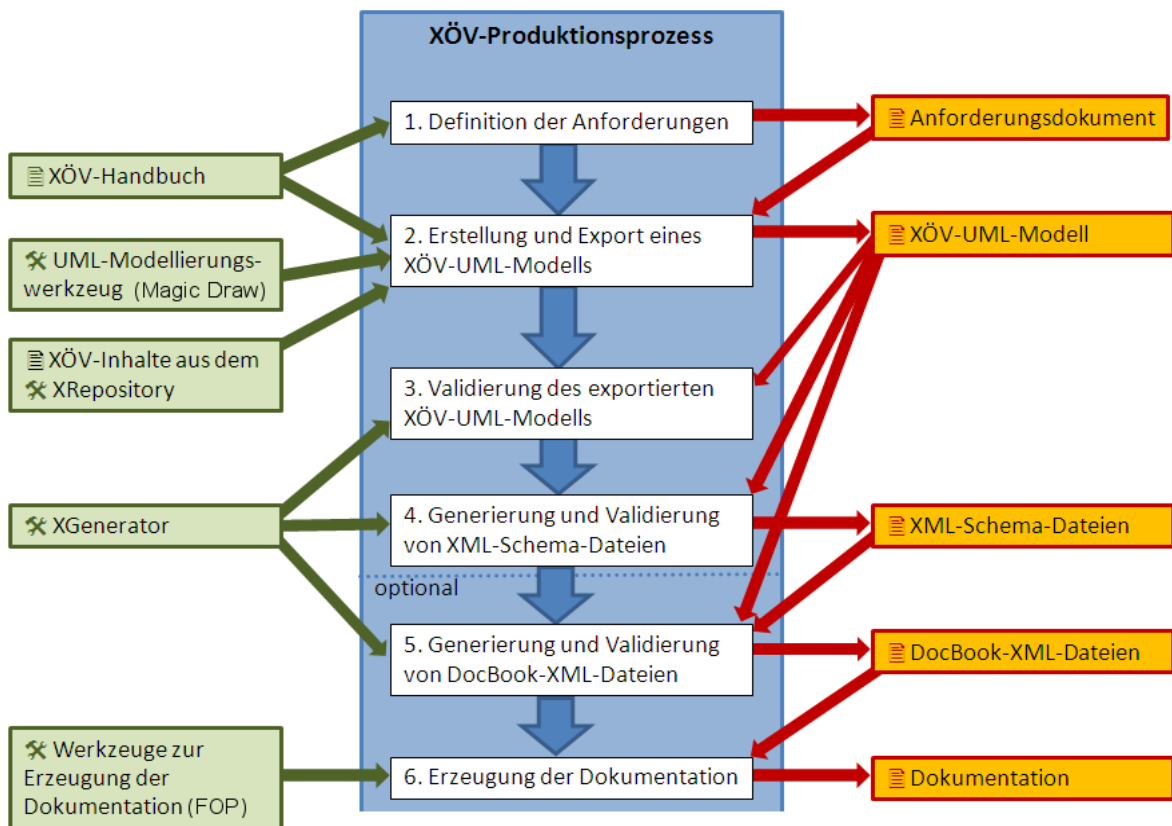 XÖV-Produktionsprozess
1. Definition der Anforderungen
Anforderungsdokument
XÖV-Handbuch
2. Erstellung und Export eines
XÖV-UML-Modells
XÖV-UML-Modell
UML-Modellierungs-
werkzeug (Magic Draw)
XÖV-Inhalte aus dem
XRepository
3. Validierung des exportierten
XÖV-UML-Modells
XGenerator
4. Generierung und Validierung
von XML-Schema-Dateien
XML-Schema-Dateien
optional
5. Generierung und Validierung
von DocBook-XML-Dateien
DocBook-XML-Dateien
Werkzeuge zur
Erzeugung der
Dokumentation (FOP)
6. Erzeugung der Dokumentation
Dokumentation